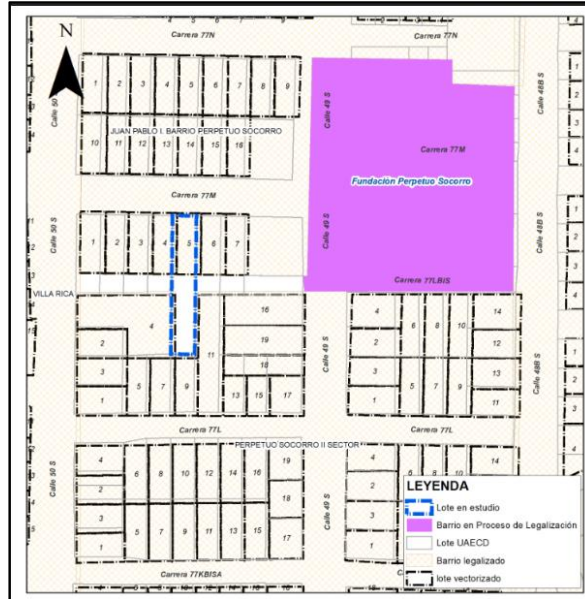 4 5 6 7 8
Carrera 77N
Carrera 77N
N
Calle 50 S
1 2 3 4 5 6 7 8 9
JUAN PABLO I. BARRIO PERPETUO SOCORRO
10 11 12 13 14 15 16
Calle 49 S
Calle 48B S
Carrera 77M
Fundación Perpetuo Socorro
Carrera 77M
Calle 50 S
1 2 3 4 5 6 7
Calle 49 S
Calle 48B S
Carrera 77LBIS
VILLA RICA
4
2
3
1
5 7 9
11
16
19
18
13 15 17
Calle 49 S
4
2
3
1
6 8 10
5 7 9
14
12
13
11
Calle 48B S
Carrera 77L
Carrera 77L
PERPETUO SOCORRO II SECTOR
Calle 50 S
4
2
3
1
6 8 10 12 14 16
5 7 9 11 13 15
19
18
17
Calle 49 S
4
2
3
1
Carrera 77KBISA
LEYENDA
Lote en estudio
Barrio en Proceso de Legalización
Lote UAECD
Barrio legalizado
lote vectorizado